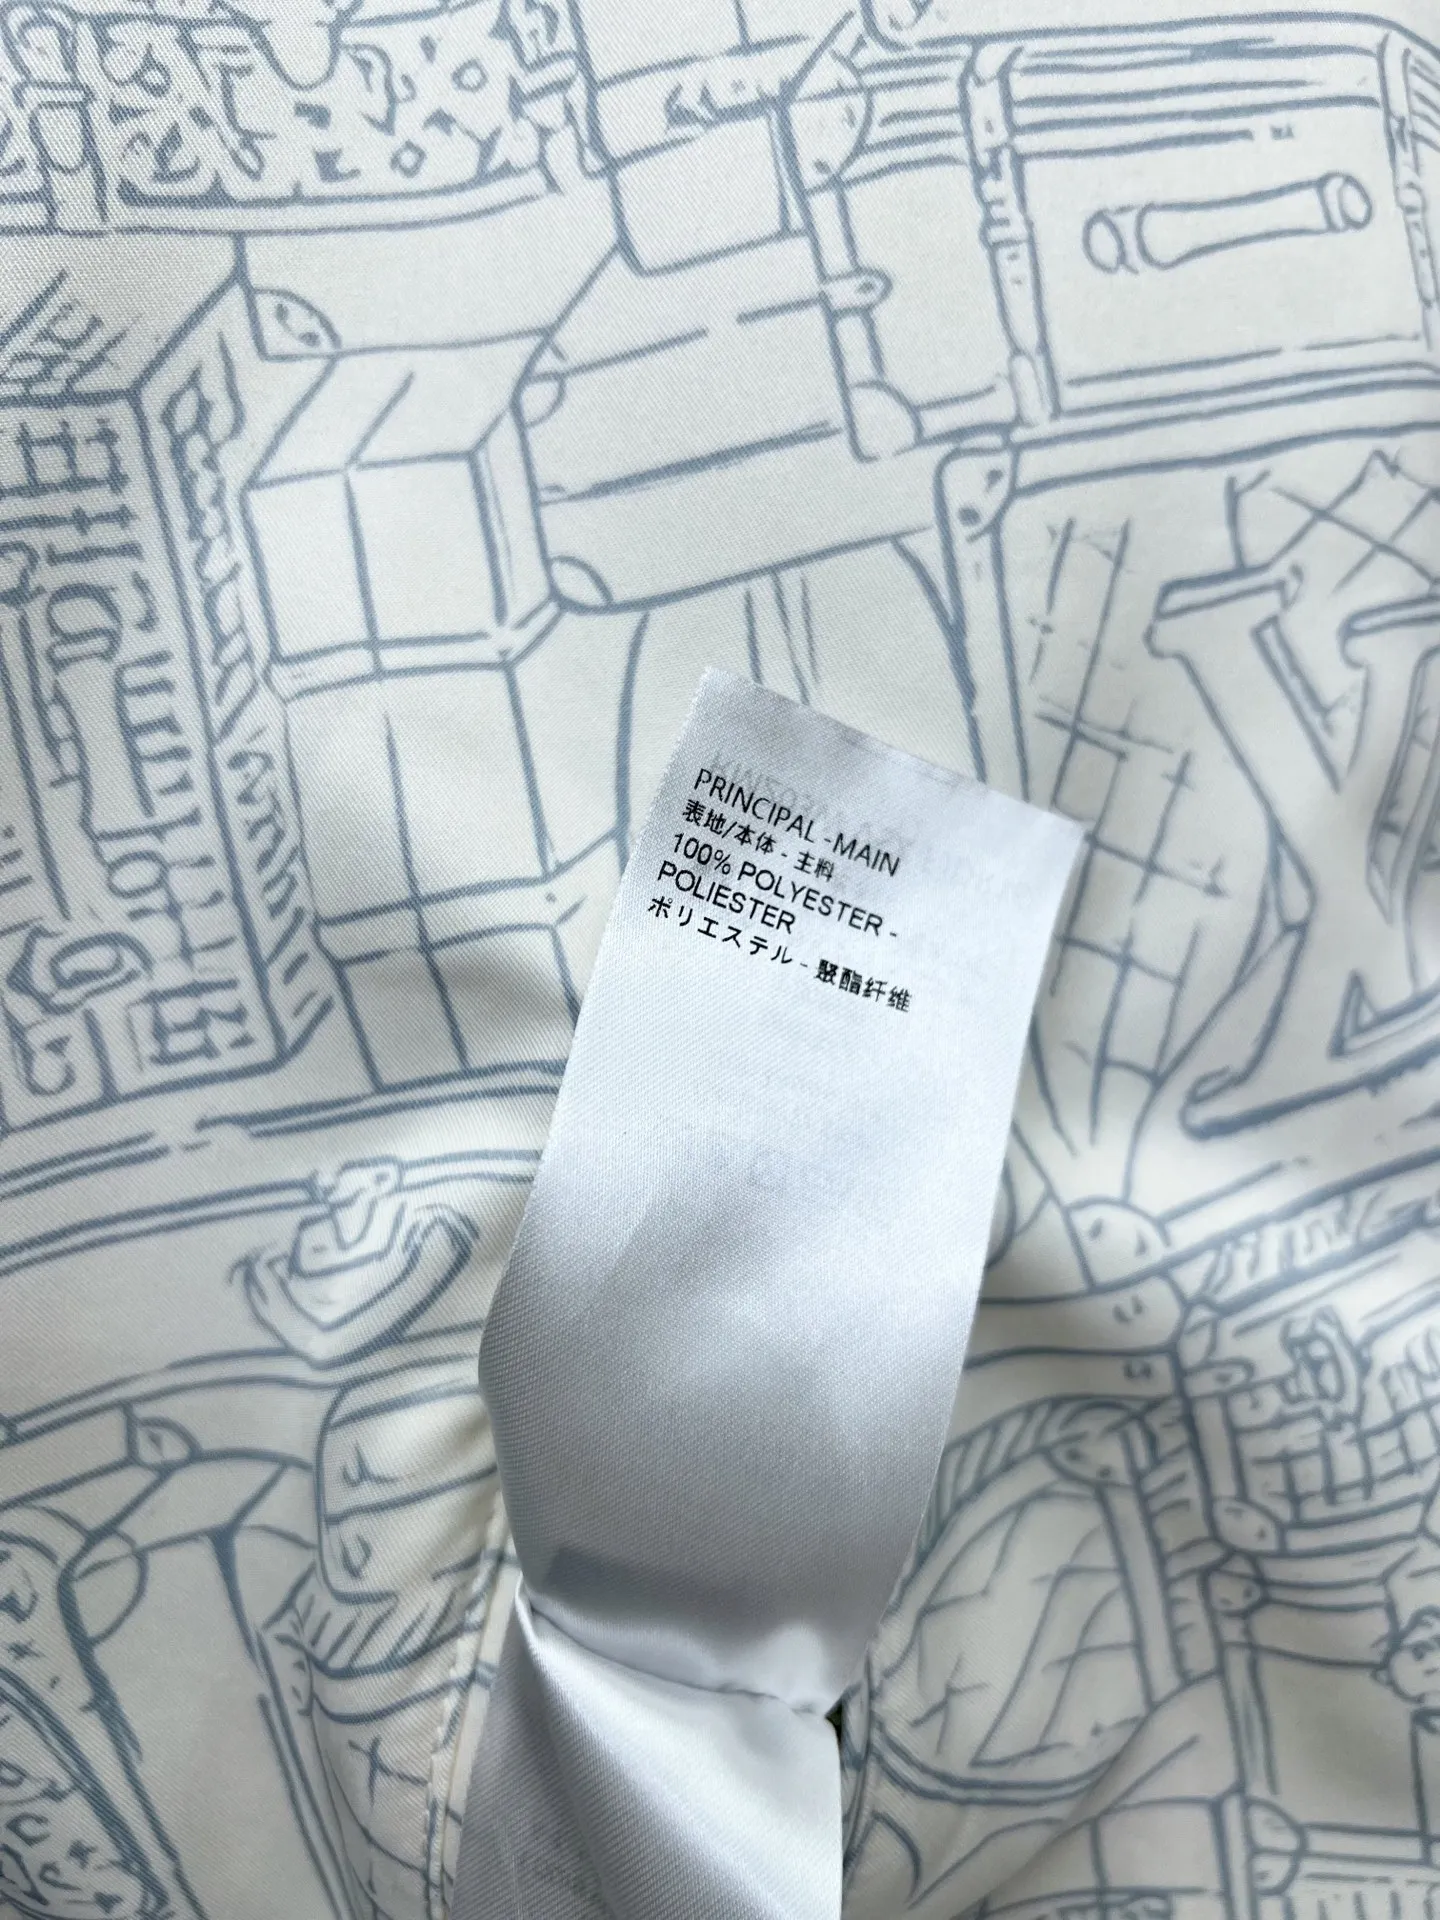 PRINCIPAL -MAIN
表地/本体 - 主料
100% POLYESTER -
POLIESTER
ポリエステル - 聚酯纤维